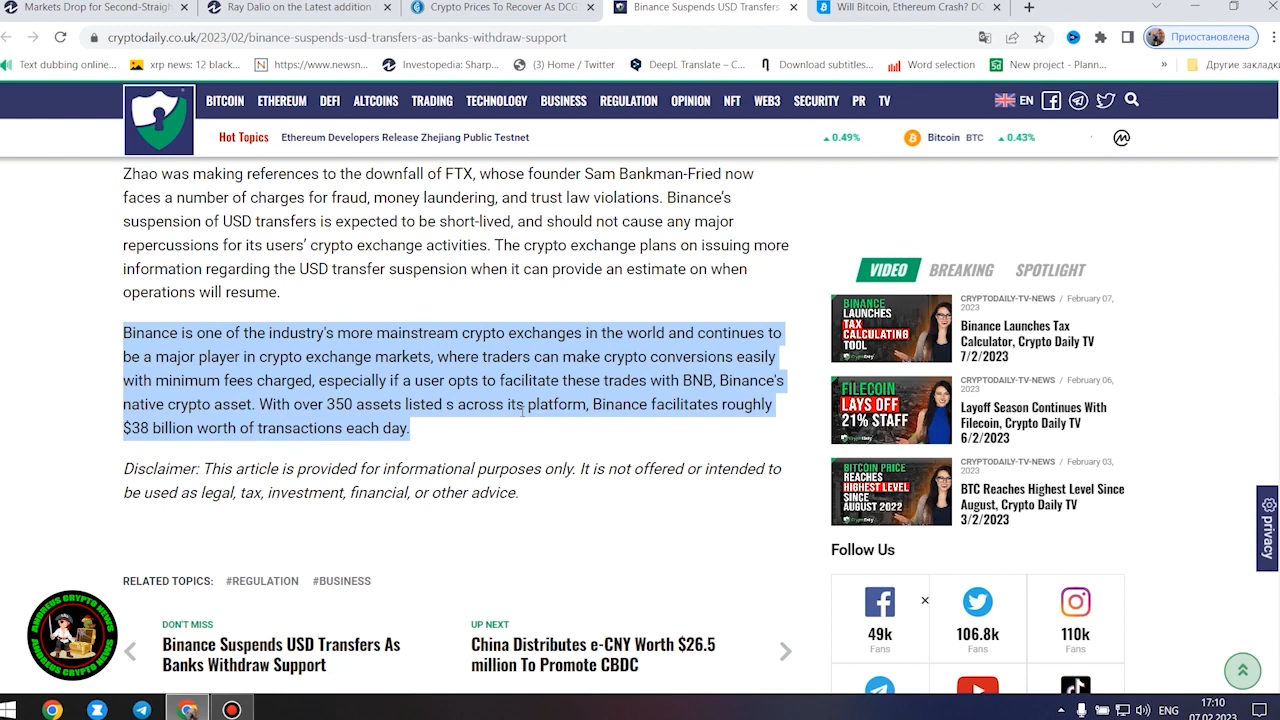 Markets Drop for Second-Straigh
Ray Dalio on the Latest addition
Crypto Prices To Recover As DCG
Binance Suspends USD Transfers
Will Bitcoin, Ethereum Crash? DC
cryptodaily.co.uk/2023/02/binance-suspends-usd-transfers-as-banks-withdraw-support
Приостановлена
Text dubbing online...
xrp news: 12 black...
https://www.newsn...
Investopedia: Sharp...
(3) Home / Twitter
DeepL Translate – C...
Download subtitles...
Word selection
New project - Plann...
»
Другие закладки
BITCOIN ETHEREUM DEFI ALTCOINS TRADING TECHNOLOGY BUSINESS REGULATION OPINION NFT WEB3 SECURITY PR TV
EN
Hot Topics
Ethereum Developers Release Zhejiang Public Testnet
0.49%
Bitcoin BTC
0.43%
Zhao was making references to the downfall of FTX, whose founder Sam Bankman-Fried now
faces a number of charges for fraud, money laundering, and trust law violations. Binance’s
suspension of USD transfers is expected to be short-lived, and should not cause any major
repercussions for its users’ crypto exchange activities. The crypto exchange plans on issuing more
information regarding the USD transfer suspension when it can provide an estimate on when
operations will resume.
Binance is one of the industry's more mainstream crypto exchanges in the world and continues to
be a major player in crypto exchange markets, where traders can make crypto conversions easily
with minimum fees charged, especially if a user opts to facilitate these trades with BNB, Binance's
native crypto asset. With over 350 assets listed s across its platform, Binance facilitates roughly
$38 billion worth of transactions each day.
Disclaimer: This article is provided for informational purposes only. It is not offered or intended to
be used as legal, tax, investment, financial, or other advice.
RELATED TOPICS: #REGULATION #BUSINESS
DON'T MISS
Binance Suspends USD Transfers As
Banks Withdraw Support
UP NEXT
China Distributes e-CNY Worth $26.5
million To Promote CBDC
VIDEO BREAKING SPOTLIGHT
BINANCE
LAUNCHES
TAX
CALCULATING
TOOL
CRYPTODAILY-TV-NEWS / February 07,
2023
Binance Launches Tax
Calculator, Crypto Daily TV
7/2/2023
FILECOIN
LAYS OFF
21% STAFF
CRYPTODAILY-TV-NEWS / February 06,
2023
Layoff Season Continues With
Filecoin, Crypto Daily TV
6/2/2023
BITCOIN PRICE
REACHES
HIGHEST LEVEL
SINCE
AUGUST 2022
CRYPTODAILY-TV-NEWS / February 03,
2023
BTC Reaches Highest Level Since
August, Crypto Daily TV
3/2/2023
Follow Us
49k
Fans
106.8k
Fans
110k
Fans
privacy
ANDREUS CRYPTO NEWS
ANDREUS CRYPTO NEWS
ENG
17:10
07.02.2023